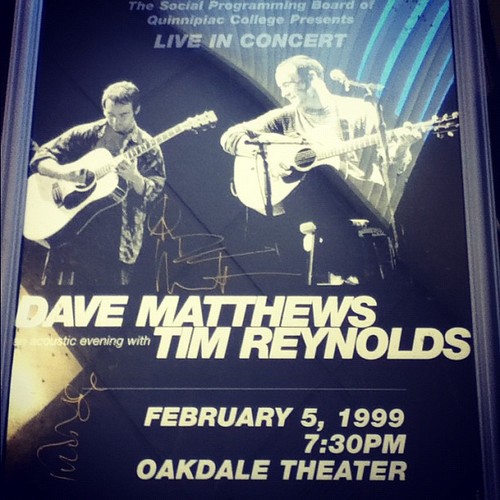 The Social Programming Board of
Quinnipiac College Presents
LIVE IN CONCERT
DAVE MATTHEWS
an acoustic evening with TIM REYNOLDS
FEBRUARY 5, 1999
7:30PM
OAKDALE THEATER